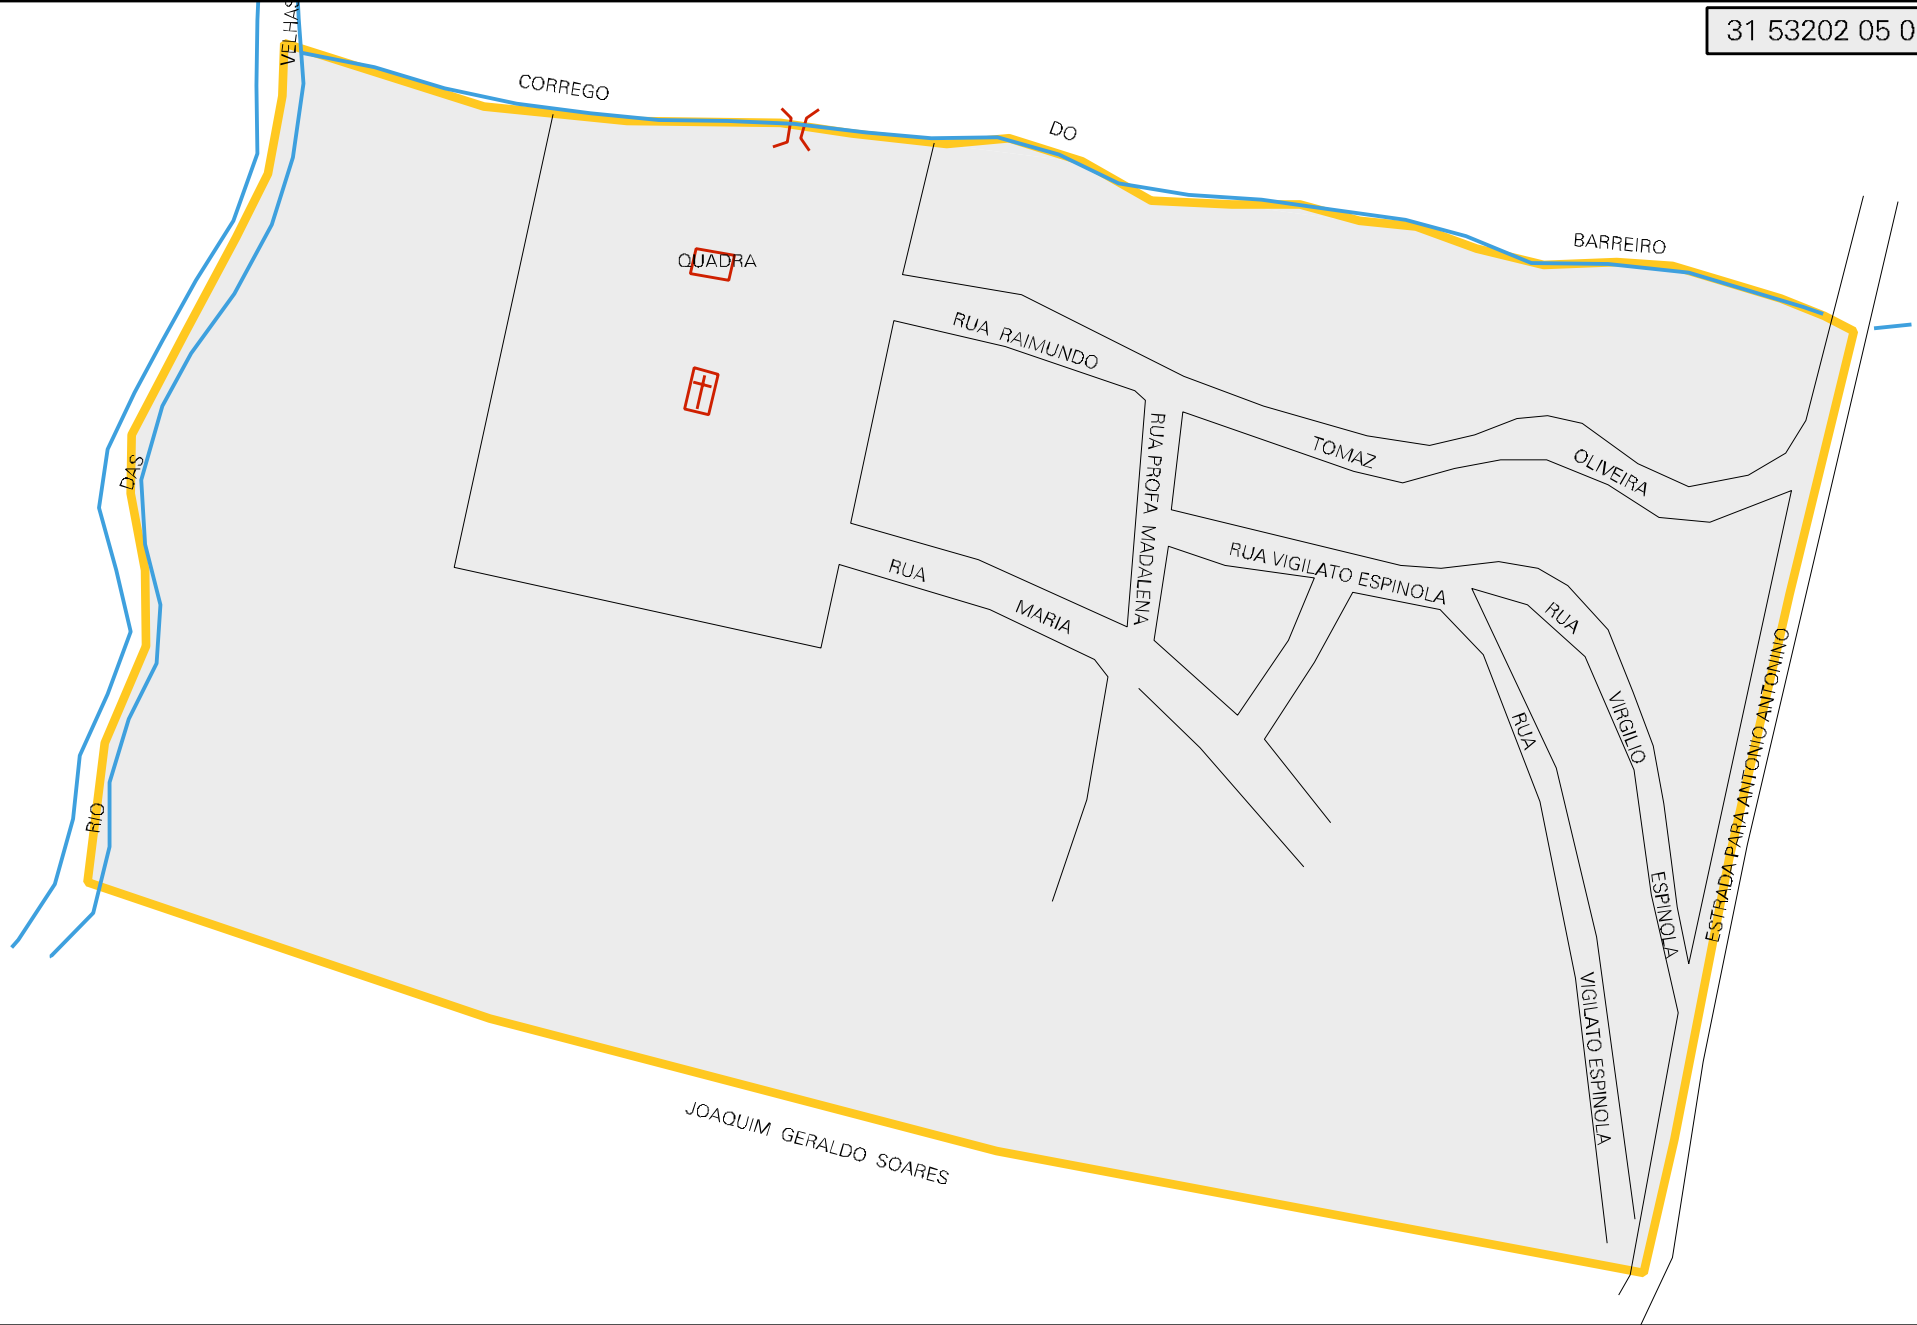 31 53202 05 0
VELHAS
CORREGO
DO
BARREIRO
QUADRA
RUA RAIMUNDO
TOMAZ
OLIVEIRA
RUA PROFA MADALENA
DAS
RUA VIGILATO ESPINOLA
RUA
MARIA
RUA
VIRGILIO
ESPINOLA
RUA
VIGILATO ESPINOLA
ESTRADA PARA ANTONIO ANTONINO
RIO
JOAQUIM GERALDO SOARES